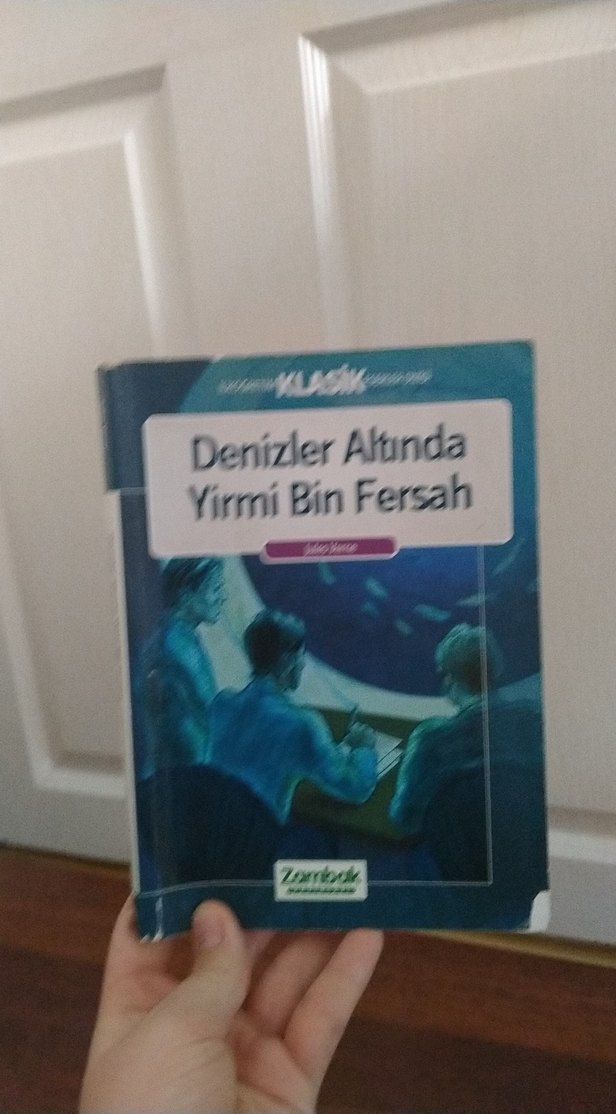 KLASİK
Denizler Altında
Yirmi Bin Fersah
Jules Verne
Zambak